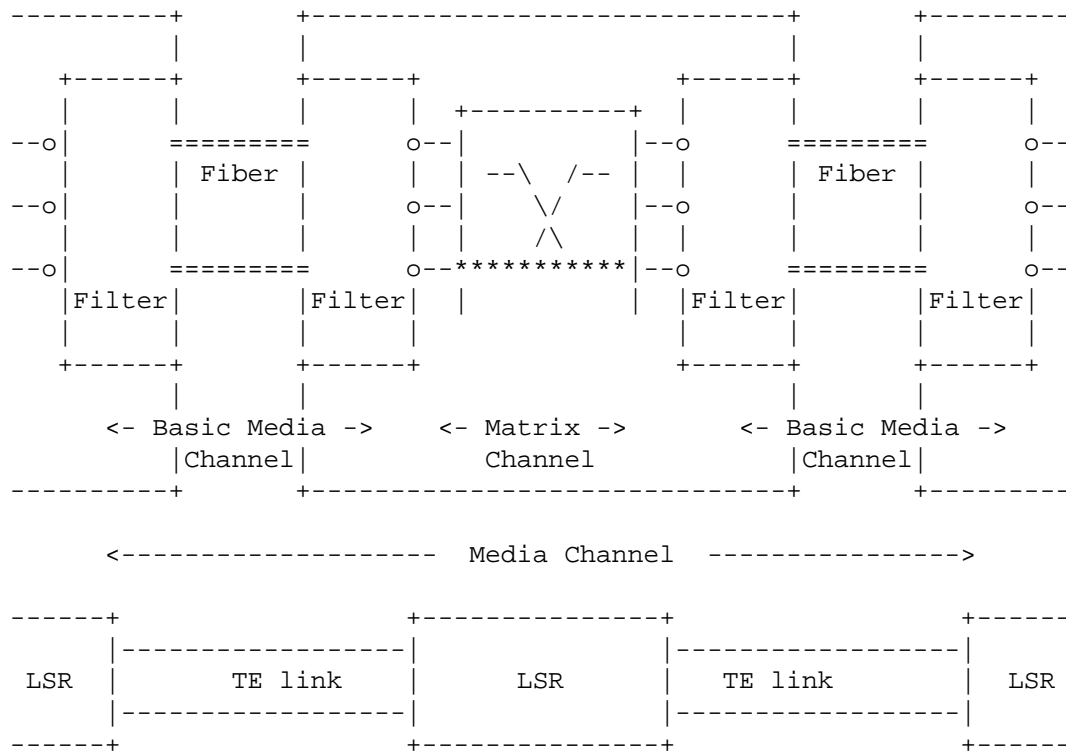 Fiber Fiber
Filter Filter Filter Filter
<- Basic Media -> <- Matrix -> <- Basic Media ->
Channel Channel Channel
<-------------------- Media Channel ---------------->
LSR TE link LSR TE link LSR